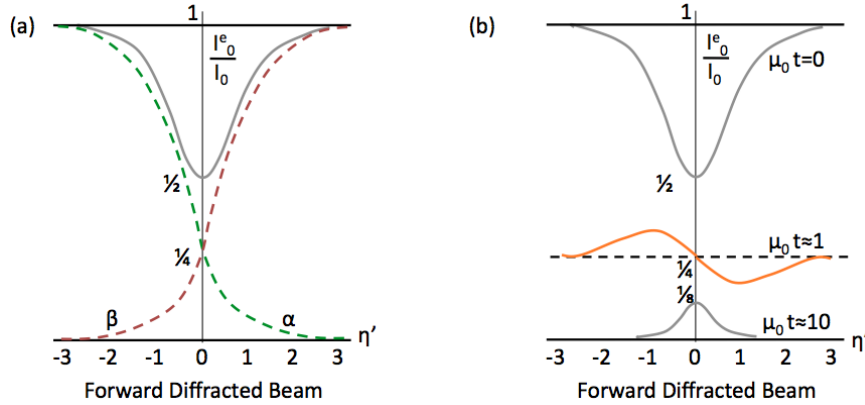 (a)
1
I^e_0
I_0
½
¼
β
α
η′
-3 -2 -1 0 1 2 3
Forward Diffracted Beam
(b)
1
I^e_0
I_0
μ_0 t=0
½
μ_0 t≈1
¼
⅛
μ_0 t≈10
η′
-3 -2 -1 0 1 2 3
Forward Diffracted Beam